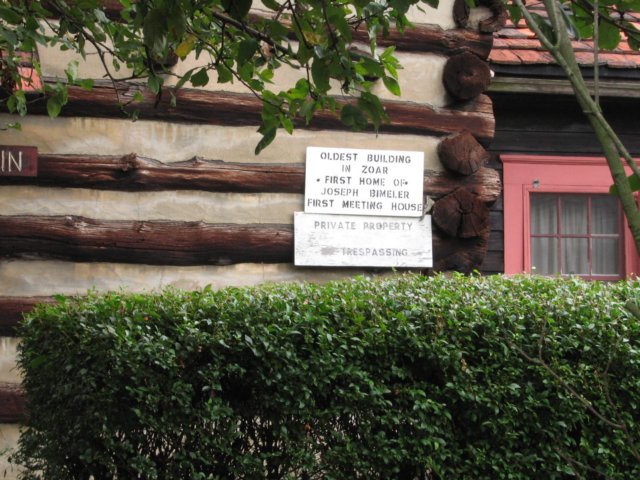 IN
OLDEST BUILDING
IN ZOAR
• FIRST HOME OF •
JOSEPH BIMELER
FIRST MEETING HOUSE
PRIVATE PROPERTY
TRESPASSING